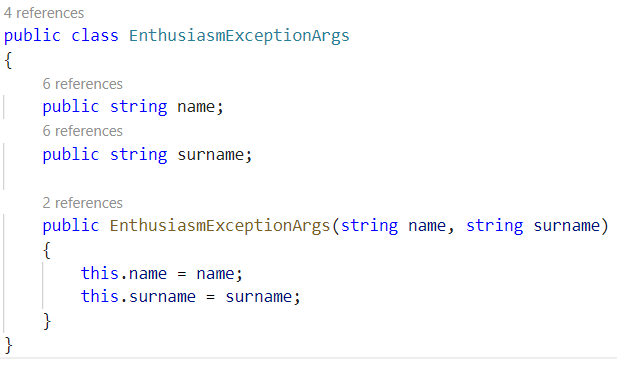 4 references
public class EnthusiasmExceptionArgs
{
6 references
public string name;
6 references
public string surname;
2 references
public EnthusiasmExceptionArgs(string name, string surname)
{
this.name = name;
this.surname = surname;
}
}